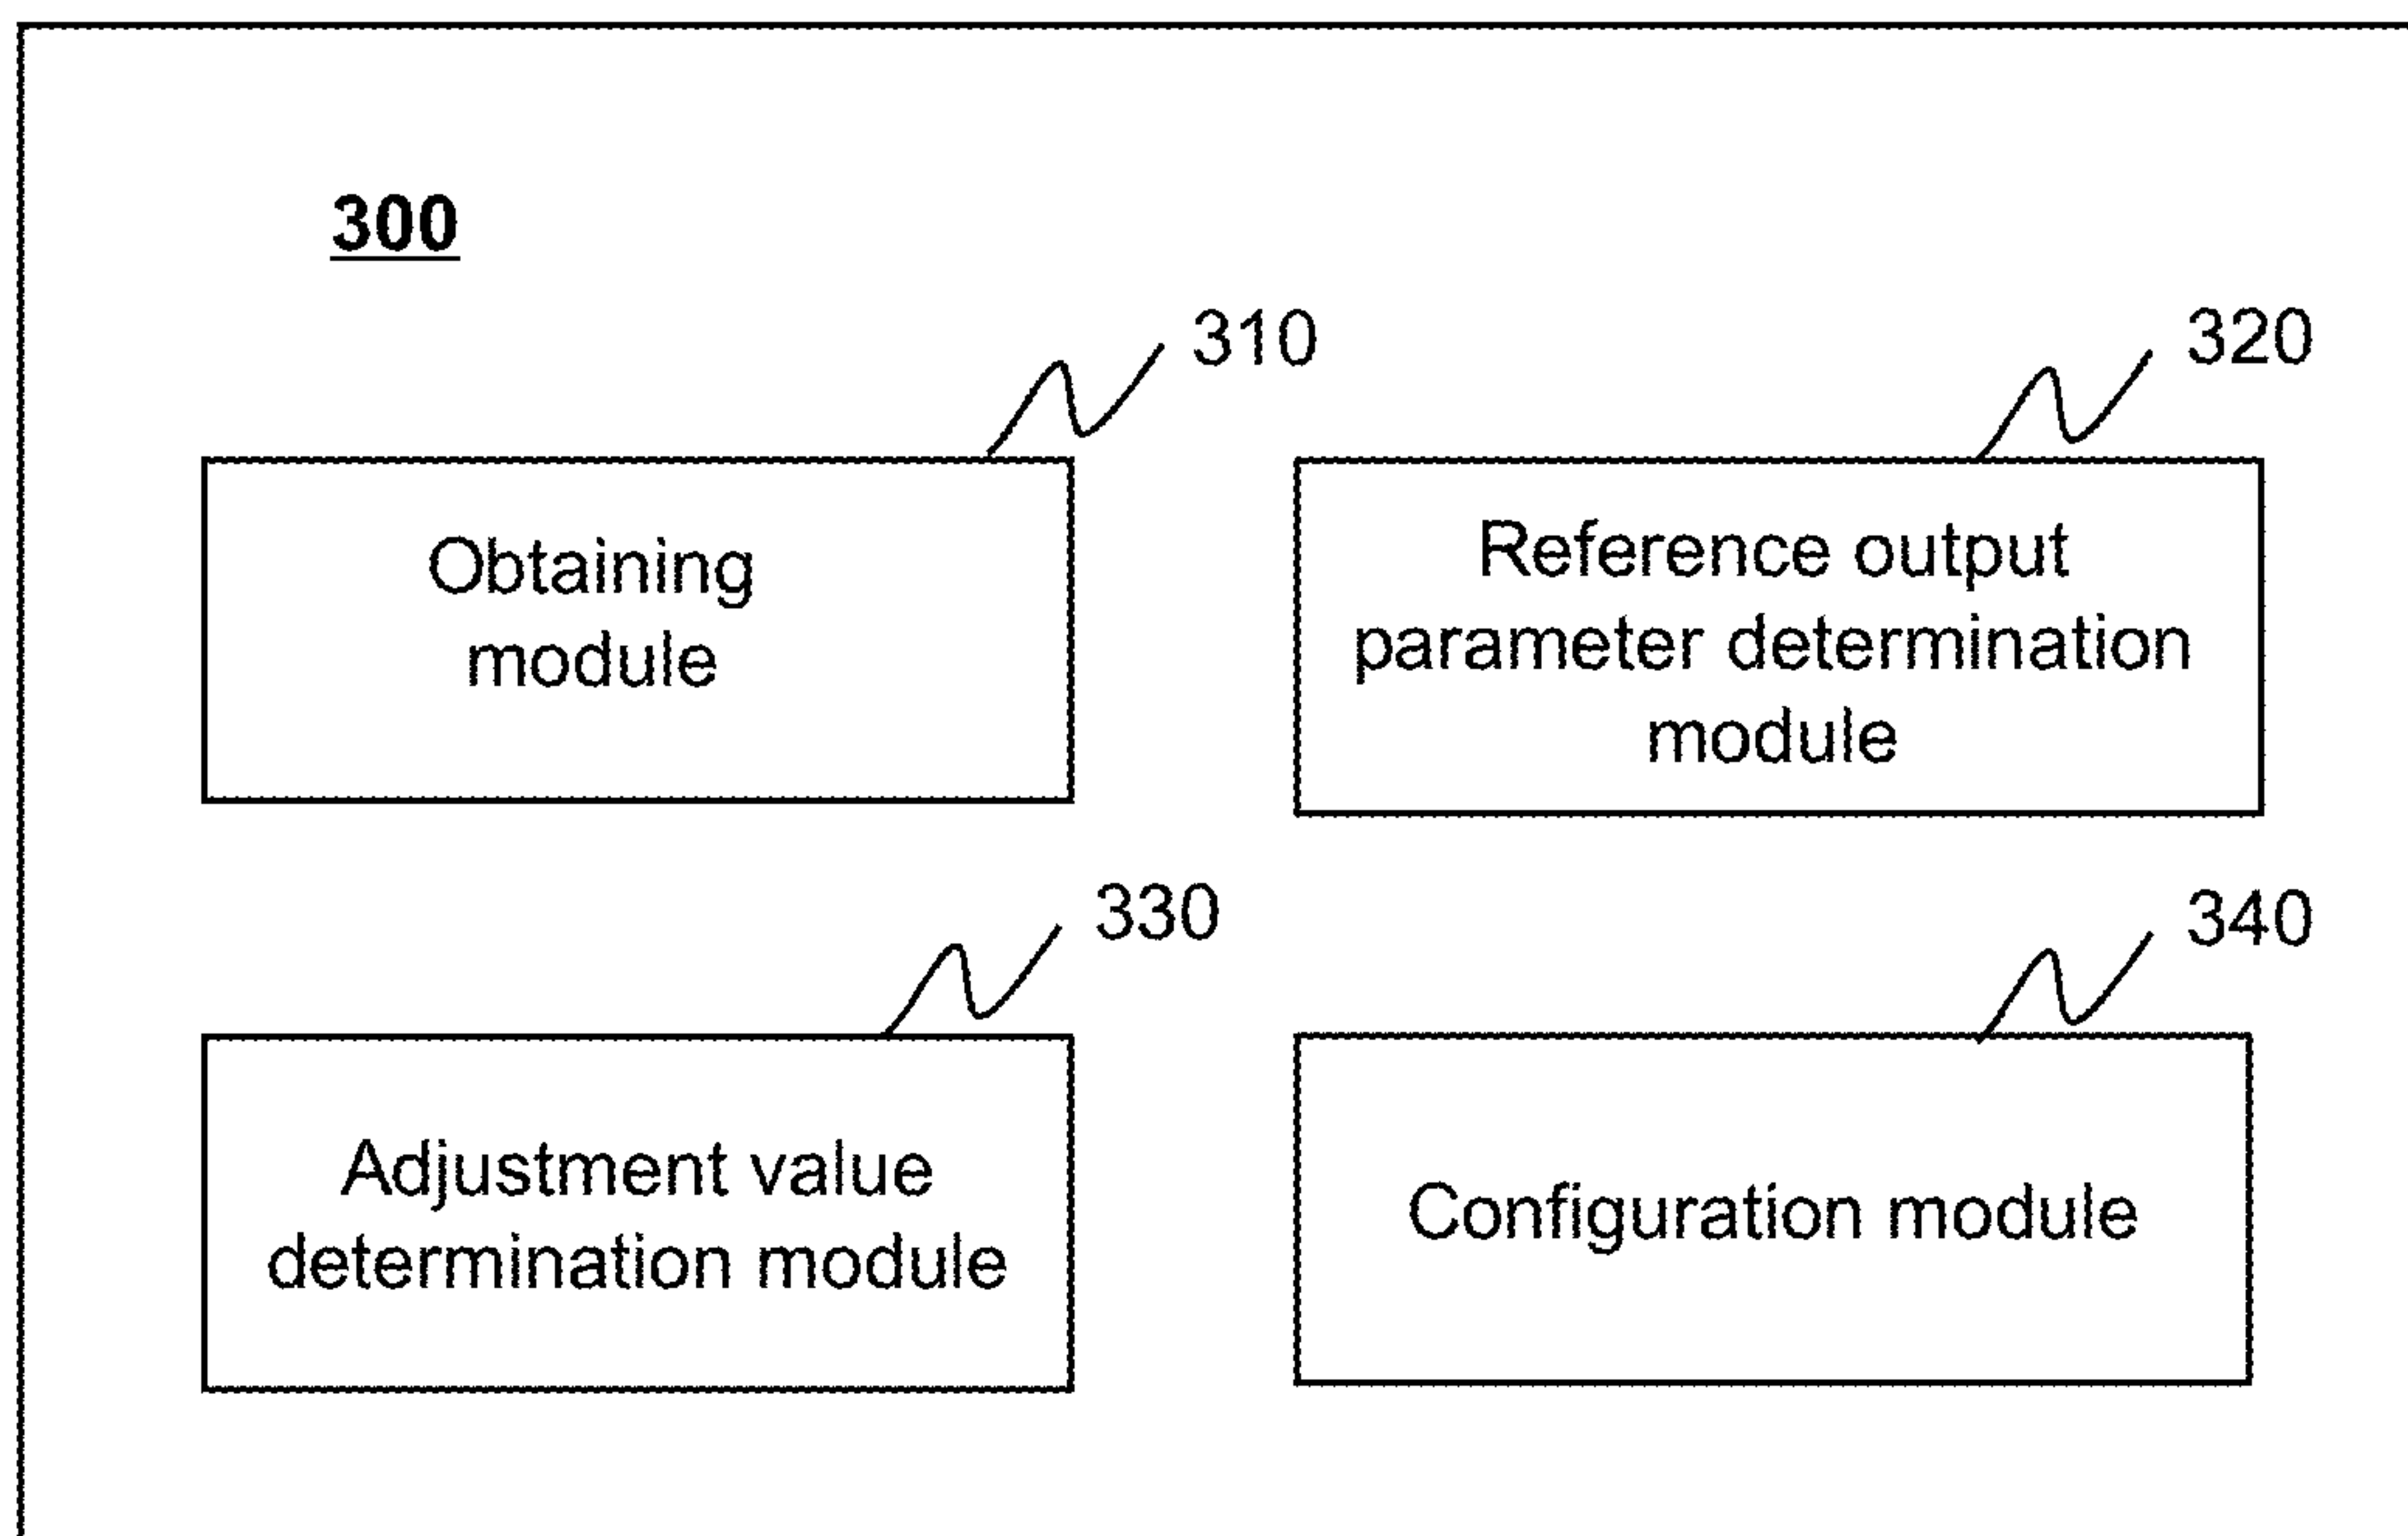 300
310
320
Obtaining
module
Reference output
parameter determination
module
330
340
Adjustment value
determination module
Configuration module